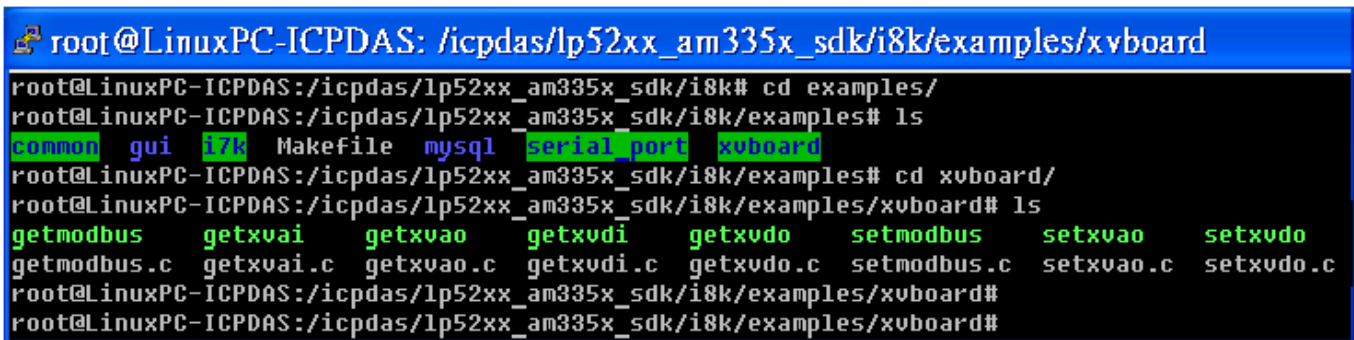 root@LinuxPC-ICPDAS: /icpdas/lp52xx_am335x_sdk/i8k/examples/xvboard
root@LinuxPC-ICPDAS:/icpdas/lp52xx_am335x_sdk/i8k# cd examples/
root@LinuxPC-ICPDAS:/icpdas/lp52xx_am335x_sdk/i8k/examples# ls
common gui i7k Makefile mysql serial_port xvboard
root@LinuxPC-ICPDAS:/icpdas/lp52xx_am335x_sdk/i8k/examples# cd xvboard/
root@LinuxPC-ICPDAS:/icpdas/lp52xx_am335x_sdk/i8k/examples/xvboard# ls
getmodbus getxvai getxvao getxvdi getxvdo setmodbus setxvao setxvdo
getmodbus.c getxvai.c getxvao.c getxvdi.c getxvdo.c setmodbus.c setxvao.c setxvdo.c
root@LinuxPC-ICPDAS:/icpdas/lp52xx_am335x_sdk/i8k/examples/xvboard#
root@LinuxPC-ICPDAS:/icpdas/lp52xx_am335x_sdk/i8k/examples/xvboard#